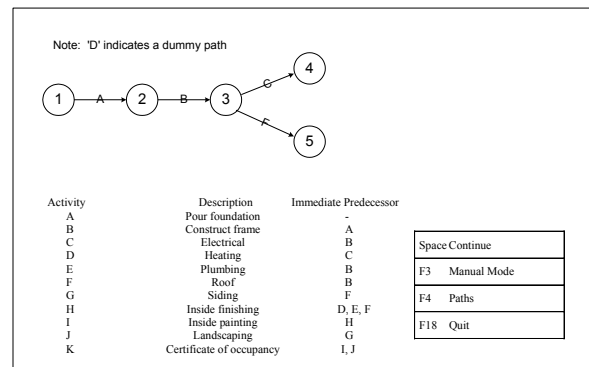 Note: 'D' indicates a dummy path
4
C
1 A 2 B 3
F
5
Activity Description Immediate Predecessor
A Pour foundation -
B Construct frame A
C Electrical B
D Heating C
E Plumbing B
F Roof B
G Siding F
H Inside finishing D, E, F
I Inside painting H
J Landscaping G
K Certificate of occupancy I, J
Space Continue
F3 Manual Mode
F4 Paths
F18 Quit